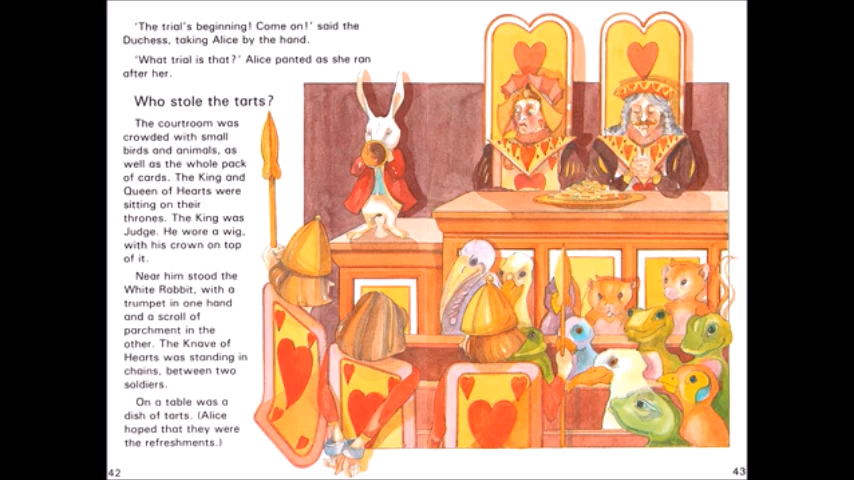 'The trial's beginning! Come on!' said the
Duchess, taking Alice by the hand.
'What trial is that?' Alice panted as she ran
after her.
Who stole the tarts?
The courtroom was
crowded with small
birds and animals, as
well as the whole pack
of cards. The King and
Queen of Hearts were
sitting on their
thrones. The King was
Judge. He wore a wig,
with his crown on top
of it.
Near him stood the
White Rabbit, with a
trumpet in one hand
and a scroll of
parchment in the
other. The Knave of
Hearts was standing in
chains, between two
soldiers.
On a table was a
dish of tarts. (Alice
hoped that they were
the refreshments.)
42
43